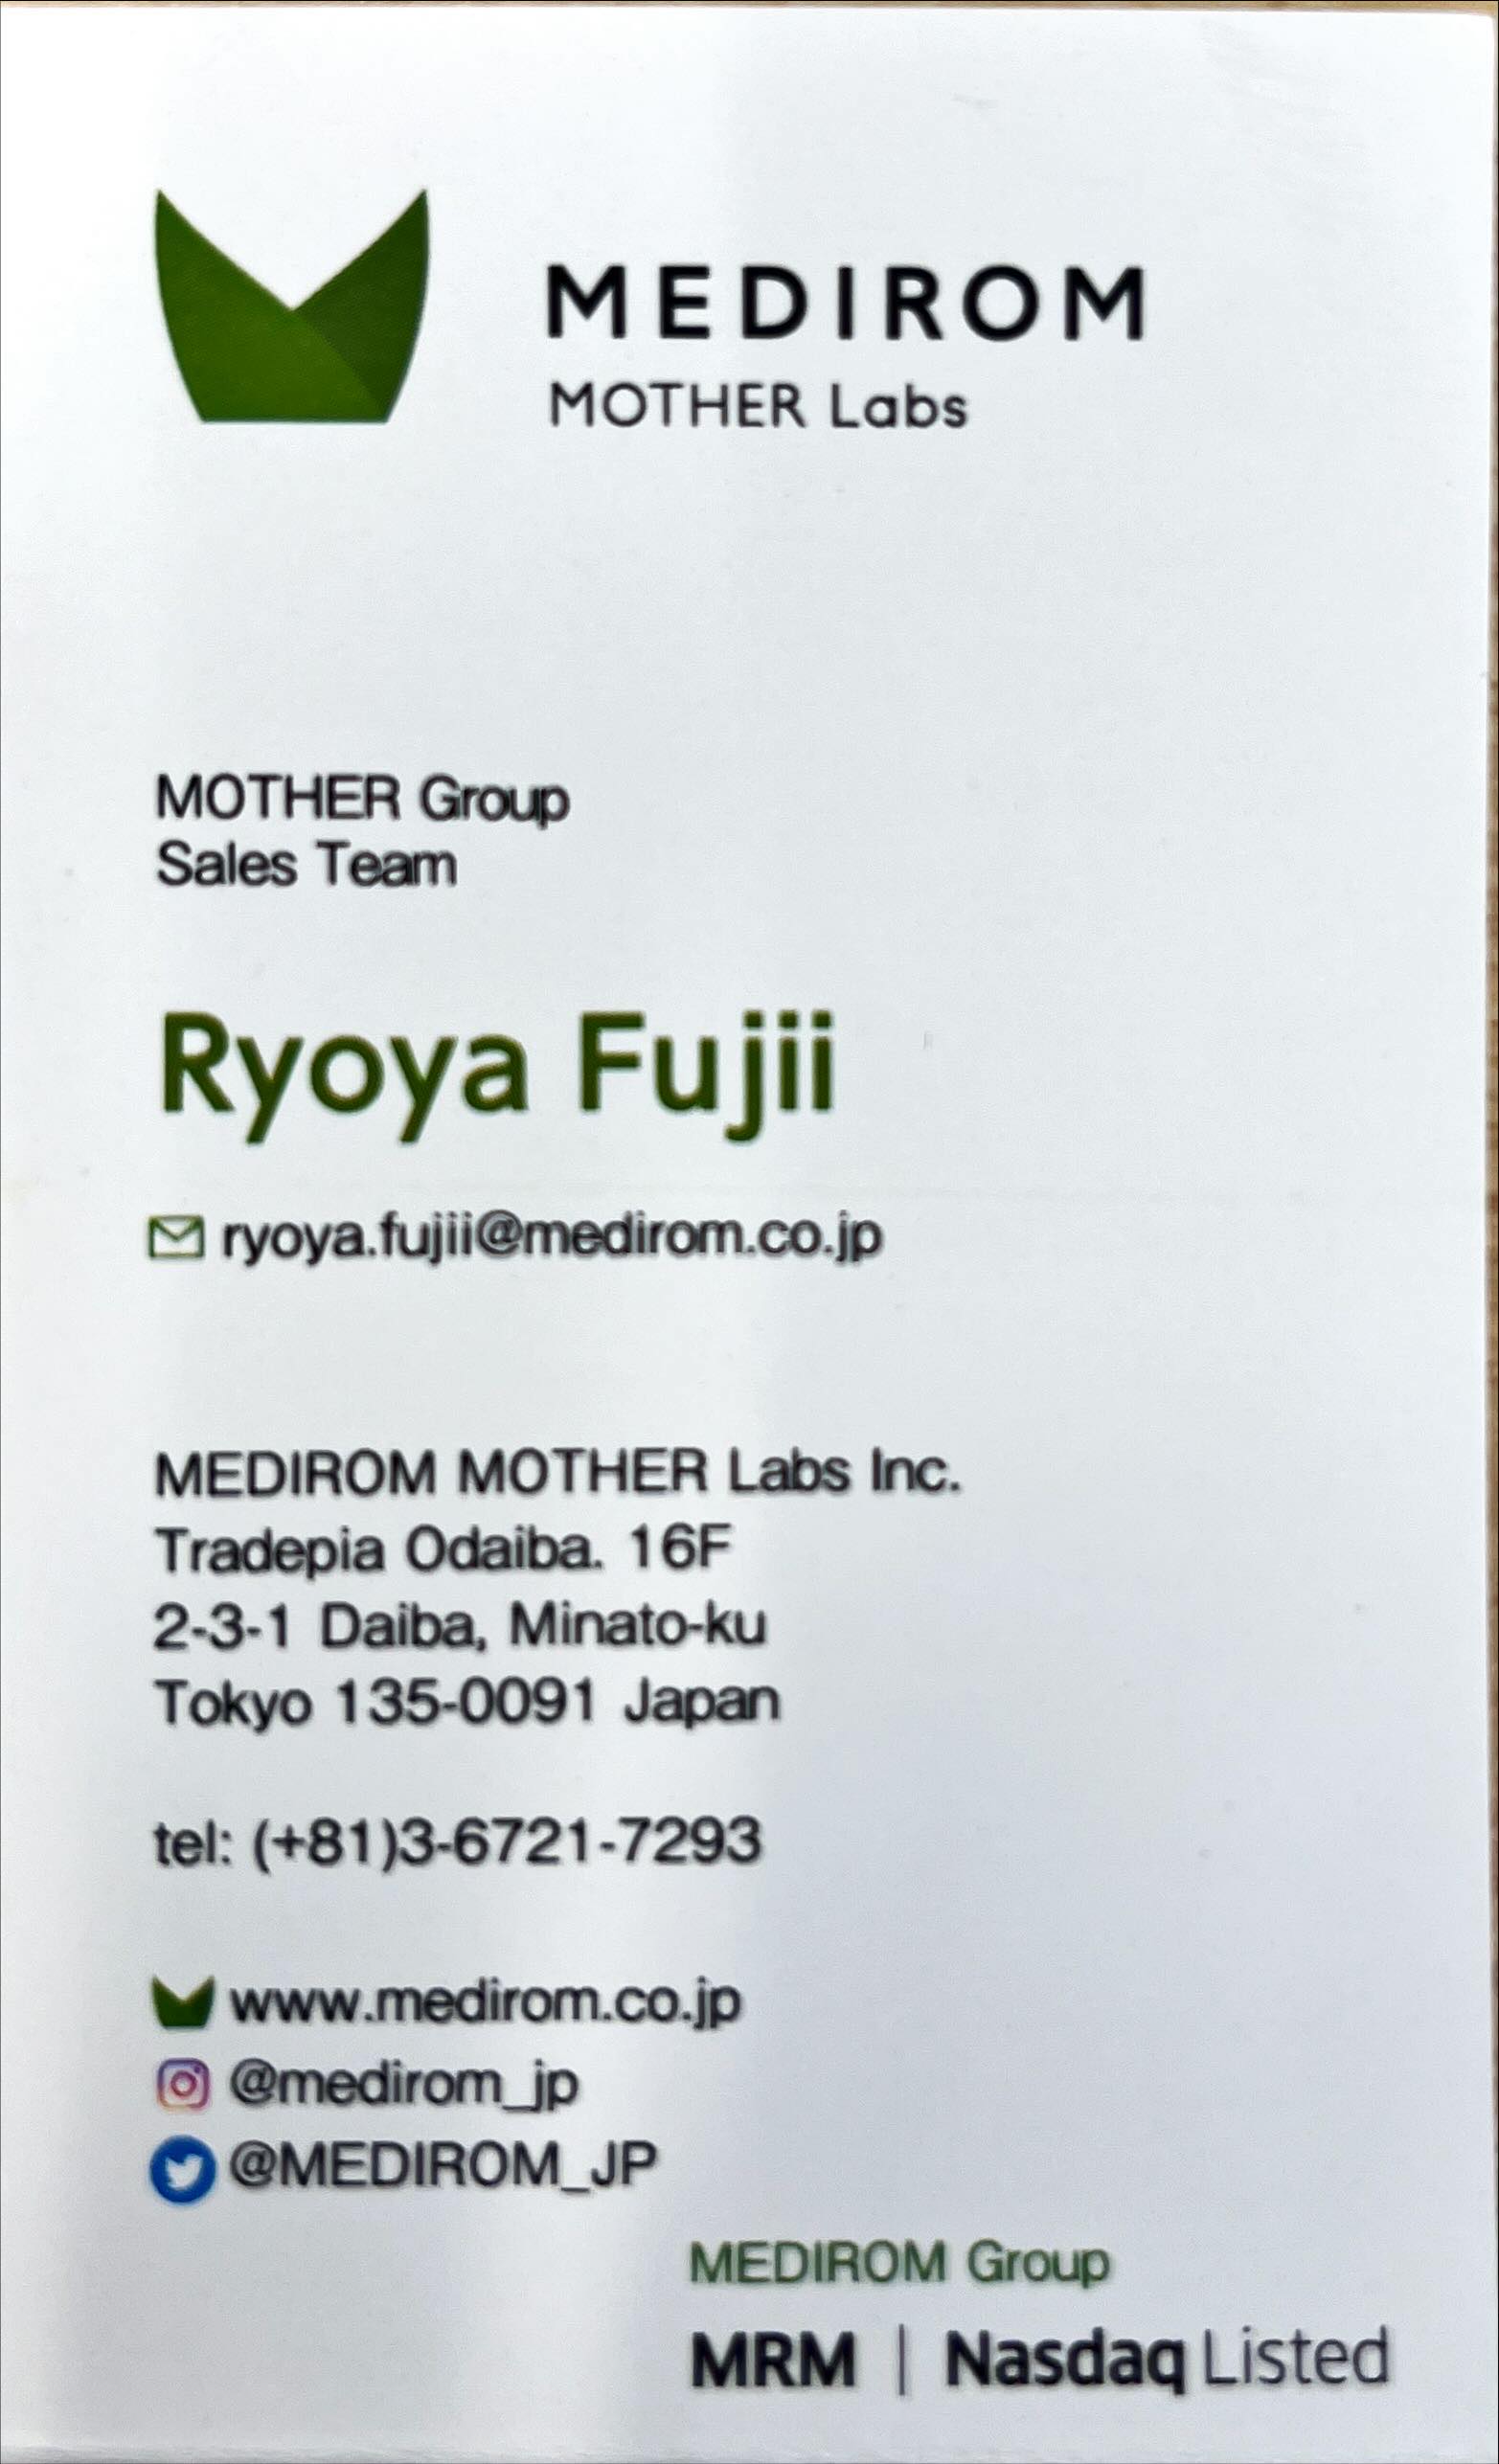 MEDIROM
MOTHER Labs
MOTHER Group
Sales Team
Ryoya Fujii
ryoya.fujii@medirom.co.jp
MEDIROM MOTHER Labs Inc.
Tradepia Odaiba. 16F
2-3-1 Daiba, Minato-ku
Tokyo 135-0091 Japan
tel: (+81)3-6721-7293
www.medirom.co.jp
@medirom_jp
@MEDIROM_JP
MEDIROM Group
MRM | Nasdaq Listed